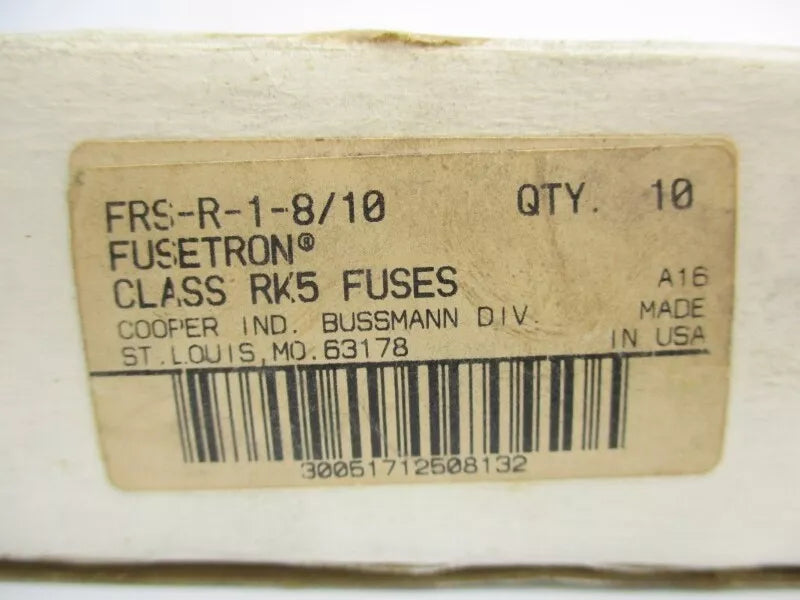 FRS-R-1-8/10 QTY. 10
FUSETRON®
CLASS RK5 FUSES A16
COOPER IND. BUSSMANN DIV. MADE
ST.LOUIS,MO.63178 IN USA
30051712508132